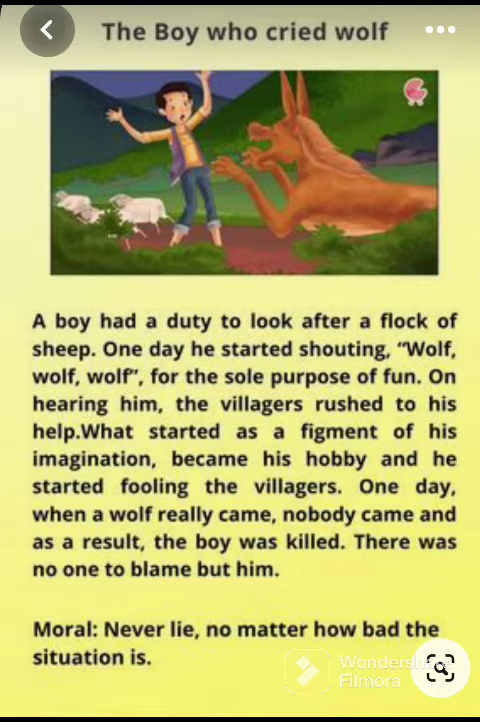 The Boy who cried wolf
A boy had a duty to look after a flock of
sheep. One day he started shouting, “Wolf,
wolf, wolf”, for the sole purpose of fun. On
hearing him, the villagers rushed to his
help.What started as a figment of his
imagination, became his hobby and he
started fooling the villagers. One day,
when a wolf really came, nobody came and
as a result, the boy was killed. There was
no one to blame but him.
Moral: Never lie, no matter how bad the
situation is.
Filmora